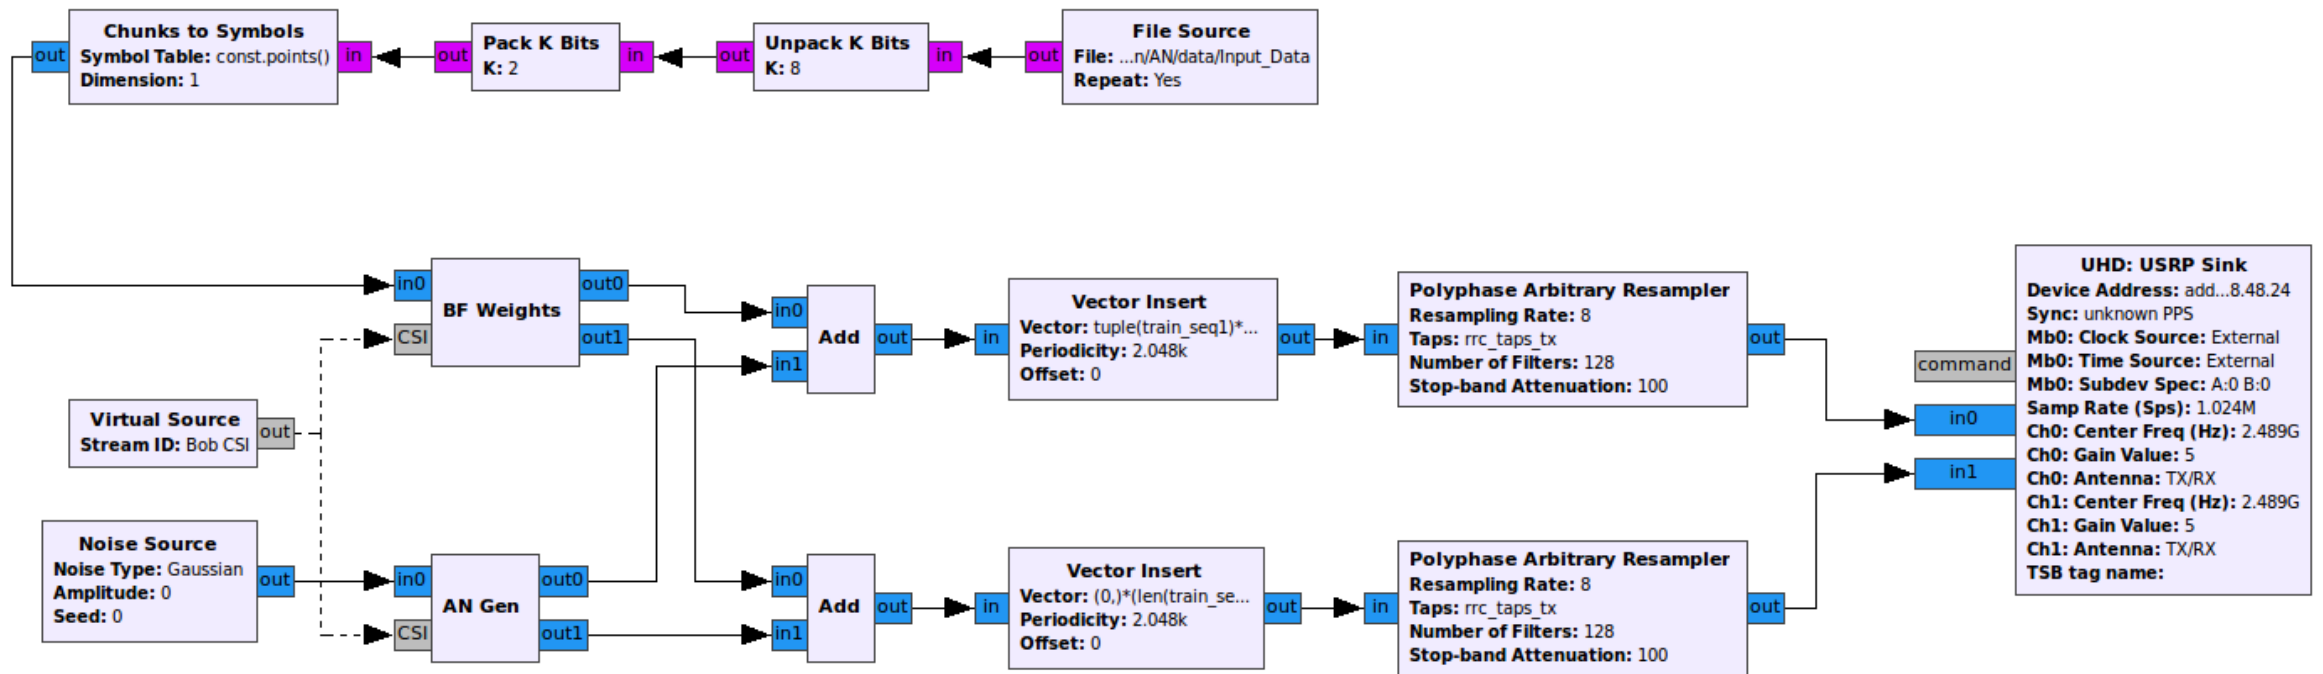 Chunks to Symbols
Symbol Table: const.points()
Dimension: 1
out
in
Pack K Bits
K: 2
out
in
Unpack K Bits
K: 8
out
in
File Source
File: ...n/AN/data/Input_Data
Repeat: Yes
out
BF Weights
in0
CSI
out0
out1
Virtual Source
Stream ID: Bob CSI
out
Noise Source
Noise Type: Gaussian
Amplitude: 0
Seed: 0
out
AN Gen
in0
CSI
out0
out1
Add
in0
in1
out
Add
in0
in1
out
Vector Insert
Vector: tuple(train_seq1)*...
Periodicity: 2.048k
Offset: 0
in
out
Vector Insert
Vector: (0,)*(len(train_se...
Periodicity: 2.048k
Offset: 0
in
out
Polyphase Arbitrary Resampler
Resampling Rate: 8
Taps: rrc_taps_tx
Number of Filters: 128
Stop-band Attenuation: 100
in
out
Polyphase Arbitrary Resampler
Resampling Rate: 8
Taps: rrc_taps_tx
Number of Filters: 128
Stop-band Attenuation: 100
in
out
UHD: USRP Sink
Device Address: add...8.48.24
Sync: unknown PPS
Mb0: Clock Source: External
Mb0: Time Source: External
Mb0: Subdev Spec: A:0 B:0
Samp Rate (Sps): 1.024M
Ch0: Center Freq (Hz): 2.489G
Ch0: Gain Value: 5
Ch0: Antenna: TX/RX
Ch1: Center Freq (Hz): 2.489G
Ch1: Gain Value: 5
Ch1: Antenna: TX/RX
TSB tag name:
command
in0
in1